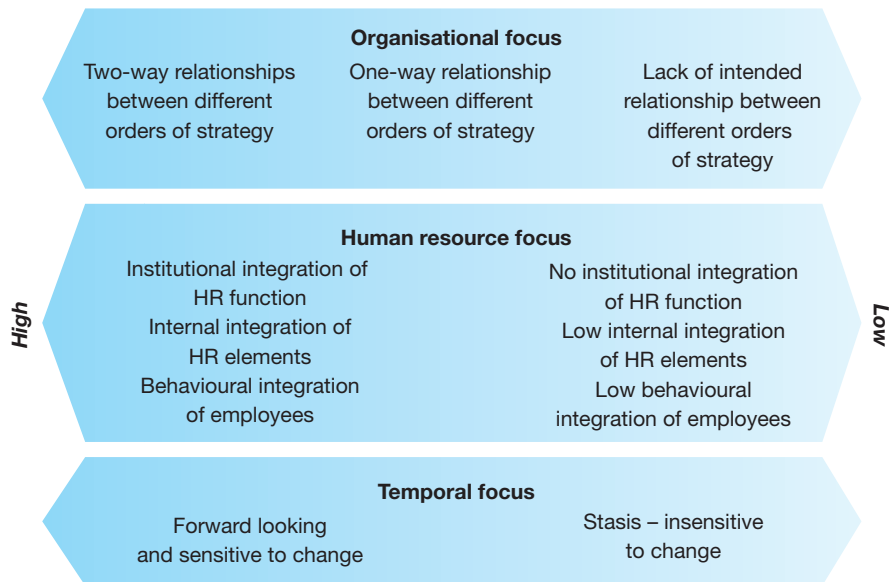 Organisational focus
Two-way relationships
between different
orders of strategy
One-way relationship
between different
orders of strategy
Lack of intended
relationship between
different orders
of strategy
High
Human resource focus
Institutional integration of
HR function
Internal integration of
HR elements
Behavioural integration
of employees
No institutional integration
of HR function
Low internal integration
of HR elements
Low behavioural
integration of employees
Low
Temporal focus
Forward looking
and sensitive to change
Stasis – insensitive
to change